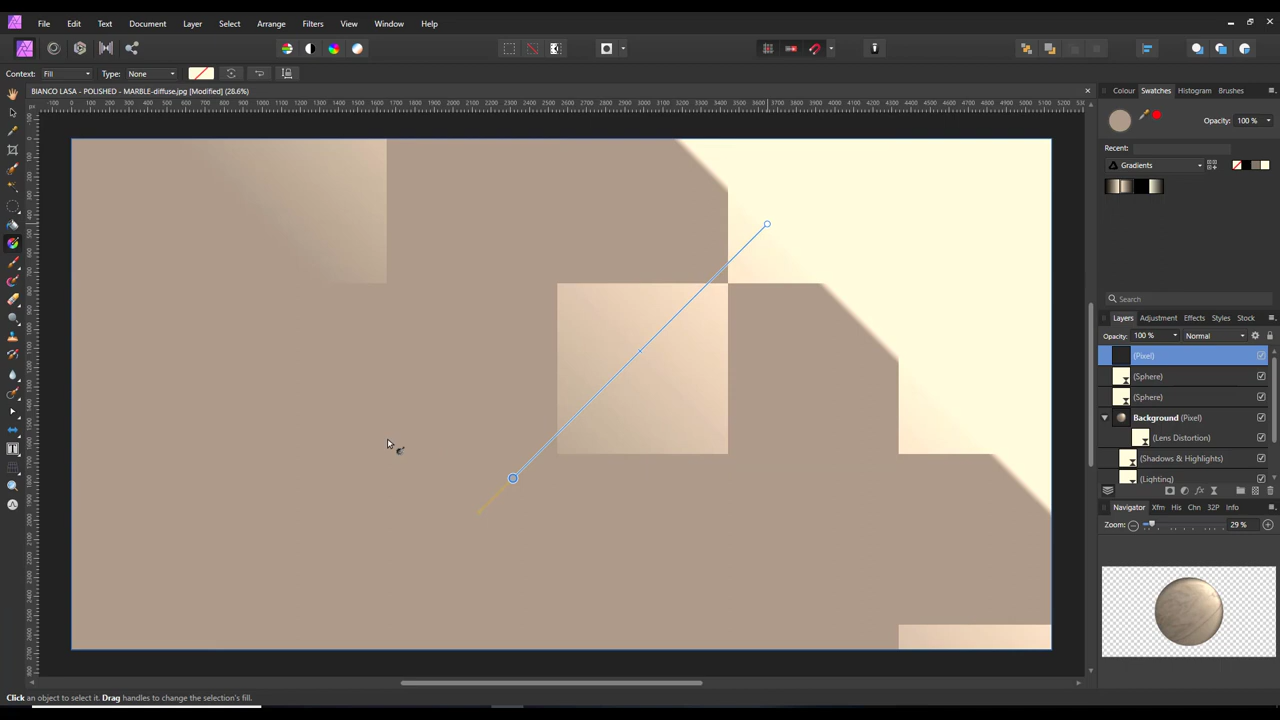 File Edit Text Document Layer Select Arrange Filters View Window Help
Context: Fill Type: None
BIANCO LASA - POLISHED - MARBLE-diffuse.jpg [Modified] (28.6%)
Colour Swatches Histogram Brushes
Opacity: 100 %
Recent:
Gradients
Search
Layers Adjustment Effects Styles Stock
Opacity: 100 % Normal
(Pixel)
(Sphere)
(Sphere)
Background (Pixel)
(Lens Distortion)
(Shadows & Highlights)
(Lighting)
Navigator Xfm His Chn 32P Info
Zoom: 29 %
Click an object to select it. Drag handles to change the selection's fill.